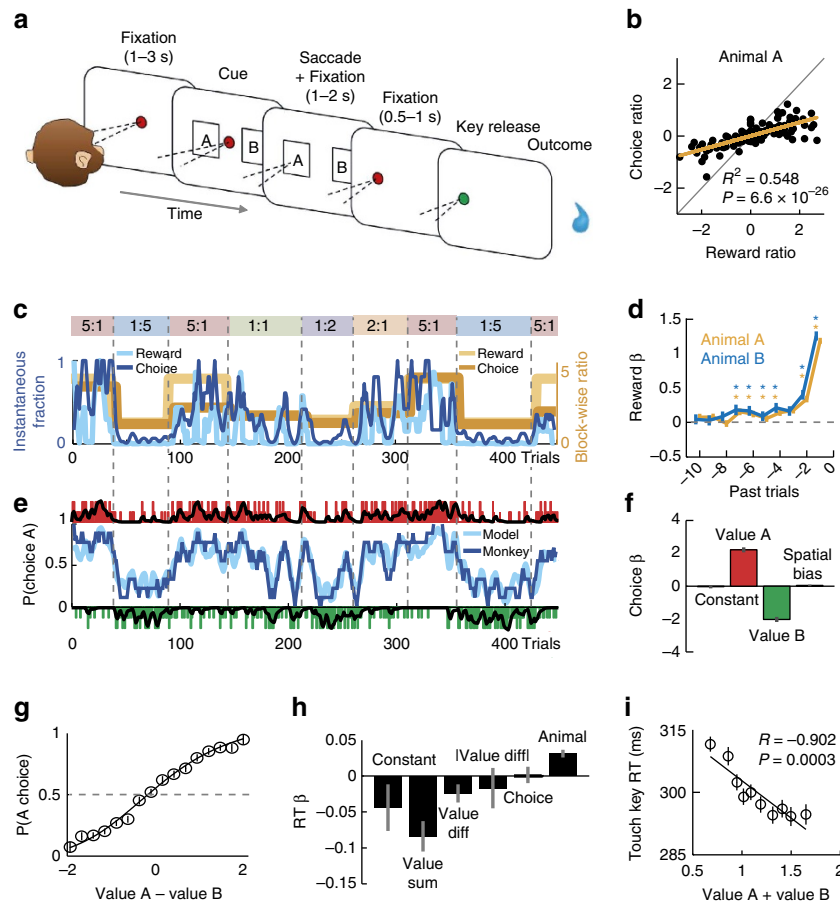 a
Fixation
(1–3 s)
Cue
Saccade
+ Fixation
(1–2 s)
Fixation
(0.5–1 s)
Key release
Outcome
A
B
A
B
Time
b
Animal A
Choice ratio
2
0
−2
R² = 0.548
P = 6.6 × 10⁻²⁶
−2 0 2
Reward ratio
c
5:1 1:5 5:1 1:1 1:2 2:1 5:1 1:5 5:1
Reward
Choice
Reward
Choice
Instantaneous
fraction
1
0
5
0
Block-wise ratio
0 100 200 300 400 Trials
d
Animal A
Animal B
Reward β
1.5
1
0.5
0
−0.5
* * * * * *
* * * * * *
−10 −8 −6 −4 −2 0
Past trials
e
P(choice A)
1
0.5
0
Model
Monkey
0 100 200 300 400 Trials
f
Choice β
4
2
0
−2
−4
Value A
Spatial
bias
Constant
Value B
g
P(A choice)
1
0.5
0
−2 0 2
Value A – value B
h
RT β
0.05
0
−0.05
−0.1
−0.15
Constant
|Value diff|
Animal
Value
diff
Choice
Value
sum
i
Touch key RT (ms)
315
300
285
R = −0.902
P = 0.0003
1 1.5 2
Value A + value B